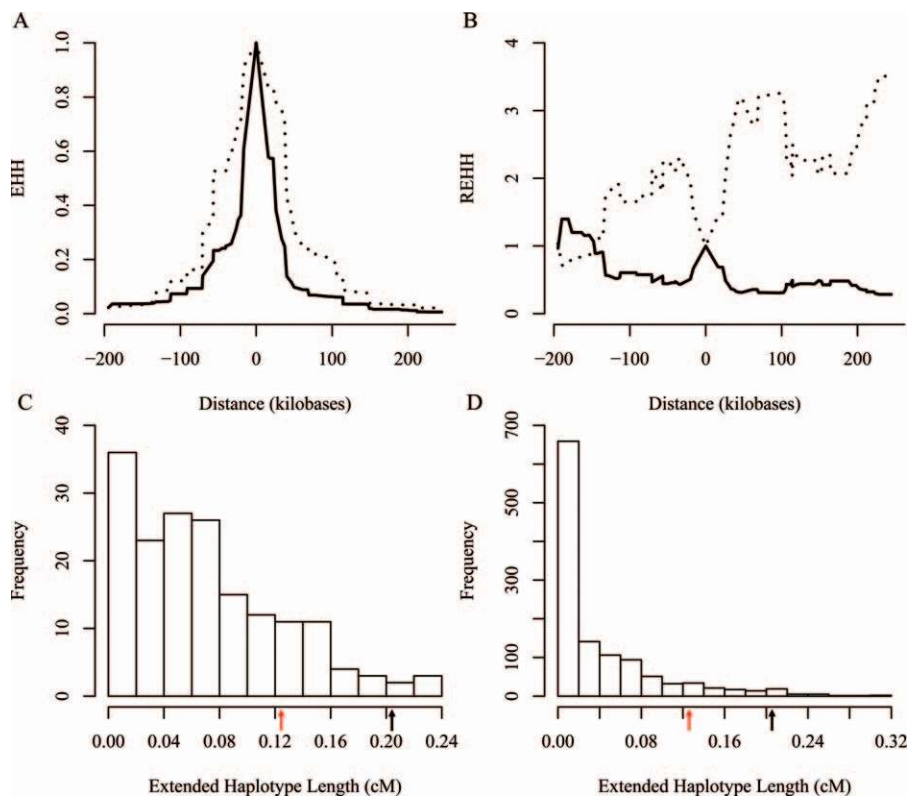 A
EHH
1.0
0.8
0.6
0.4
0.2
0.0
−200 −100 0 100 200
Distance (kilobases)
B
REHH
4
3
2
1
0
−200 −100 0 100 200
Distance (kilobases)
C
Frequency
40
30
20
10
0
0.00 0.04 0.08 0.12 0.16 0.20 0.24
Extended Haplotype Length (cM)
D
Frequency
700
500
300
100
0
0.00 0.08 0.16 0.24 0.32
Extended Haplotype Length (cM)